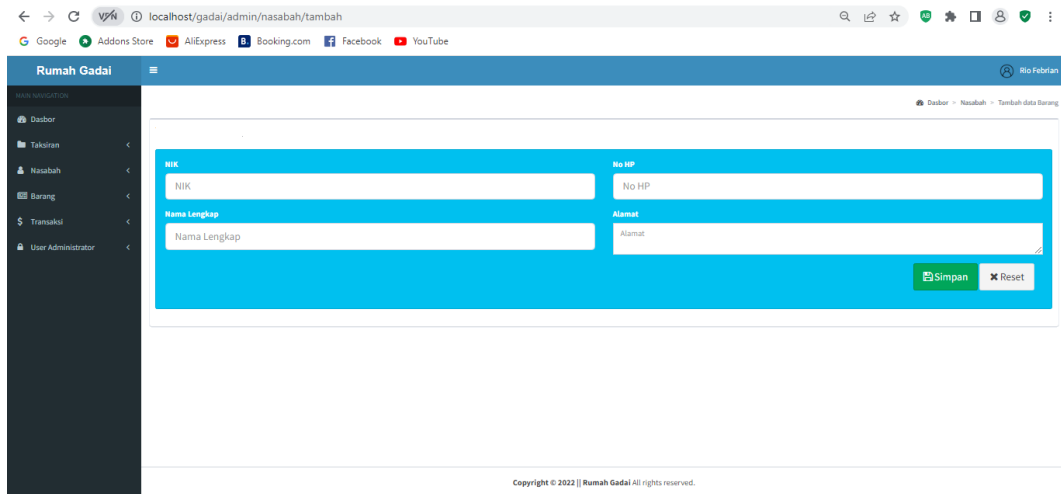 VPN localhost/gadai/admin/nasabah/tambah
G Google Addons Store AliExpress B. Booking.com Facebook YouTube
Rumah Gadai Rio Febrian
MAIN NAVIGATION
Dasbor > Nasabah > Tambah data Barang
Dasbor
Taksiran
Nasabah
Barang
$ Transaksi
User Administrator
NIK No HP
NIK No HP
Nama Lengkap Alamat
Nama Lengkap Alamat
Simpan Reset
Copyright © 2022 || Rumah Gadai All rights reserved.